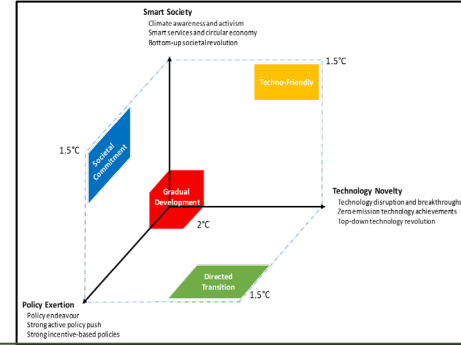 Smart Society
Climate awareness and activism
Smart services and circular economy
Bottom-up societal revolution
1.5°C
Techno-Friendly
1.5°C
Societal
Commitment
Gradual
Development
2°C
Technology Novelty
Technology disruption and breakthroughs
Zero emission technology achievements
Top-down technology revolution
Directed
Transition
1.5°C
Policy Exertion
Policy endeavour
Strong active policy push
Strong incentive-based policies